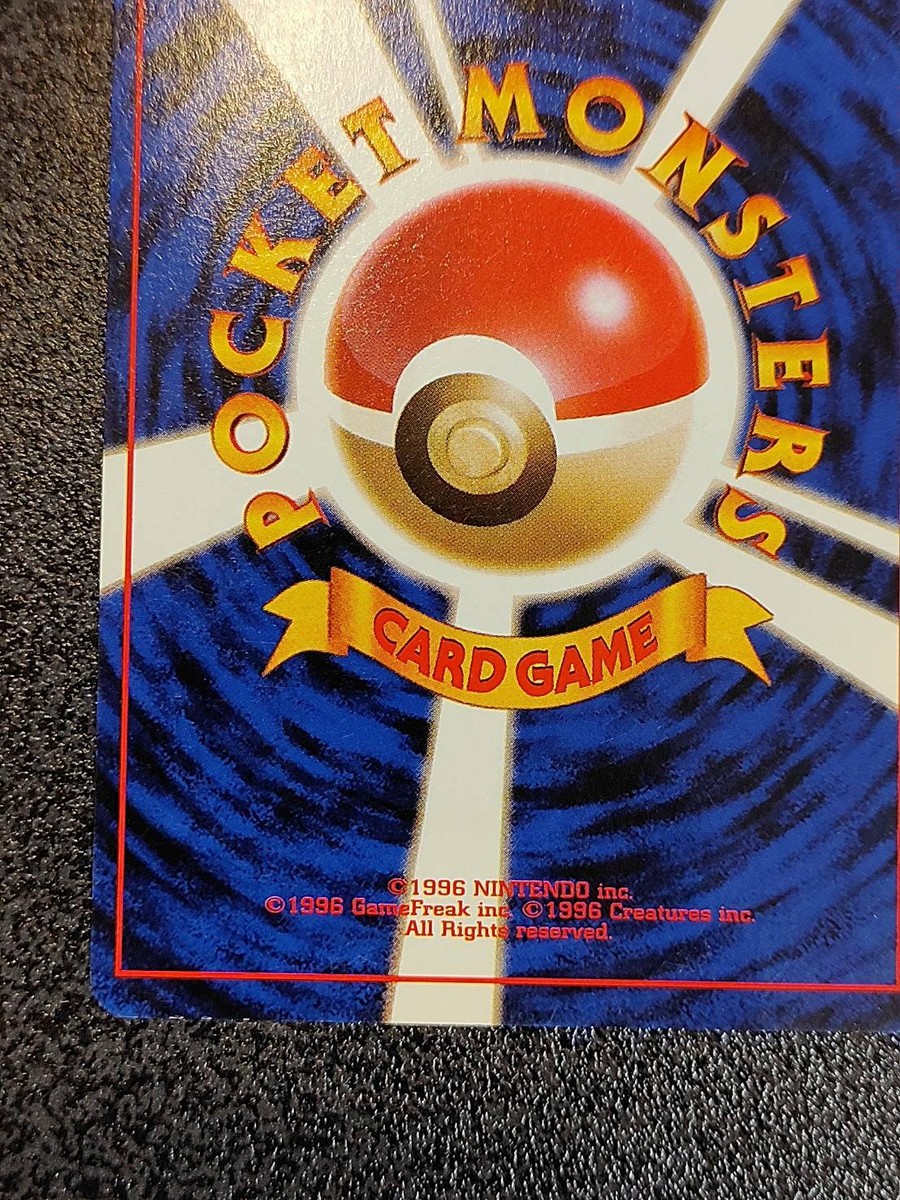 POCKET MONSTERS
CARD GAME
©1996 NINTENDO inc.
©1996 GameFreak inc. ©1996 Creatures inc.
All Rights reserved.